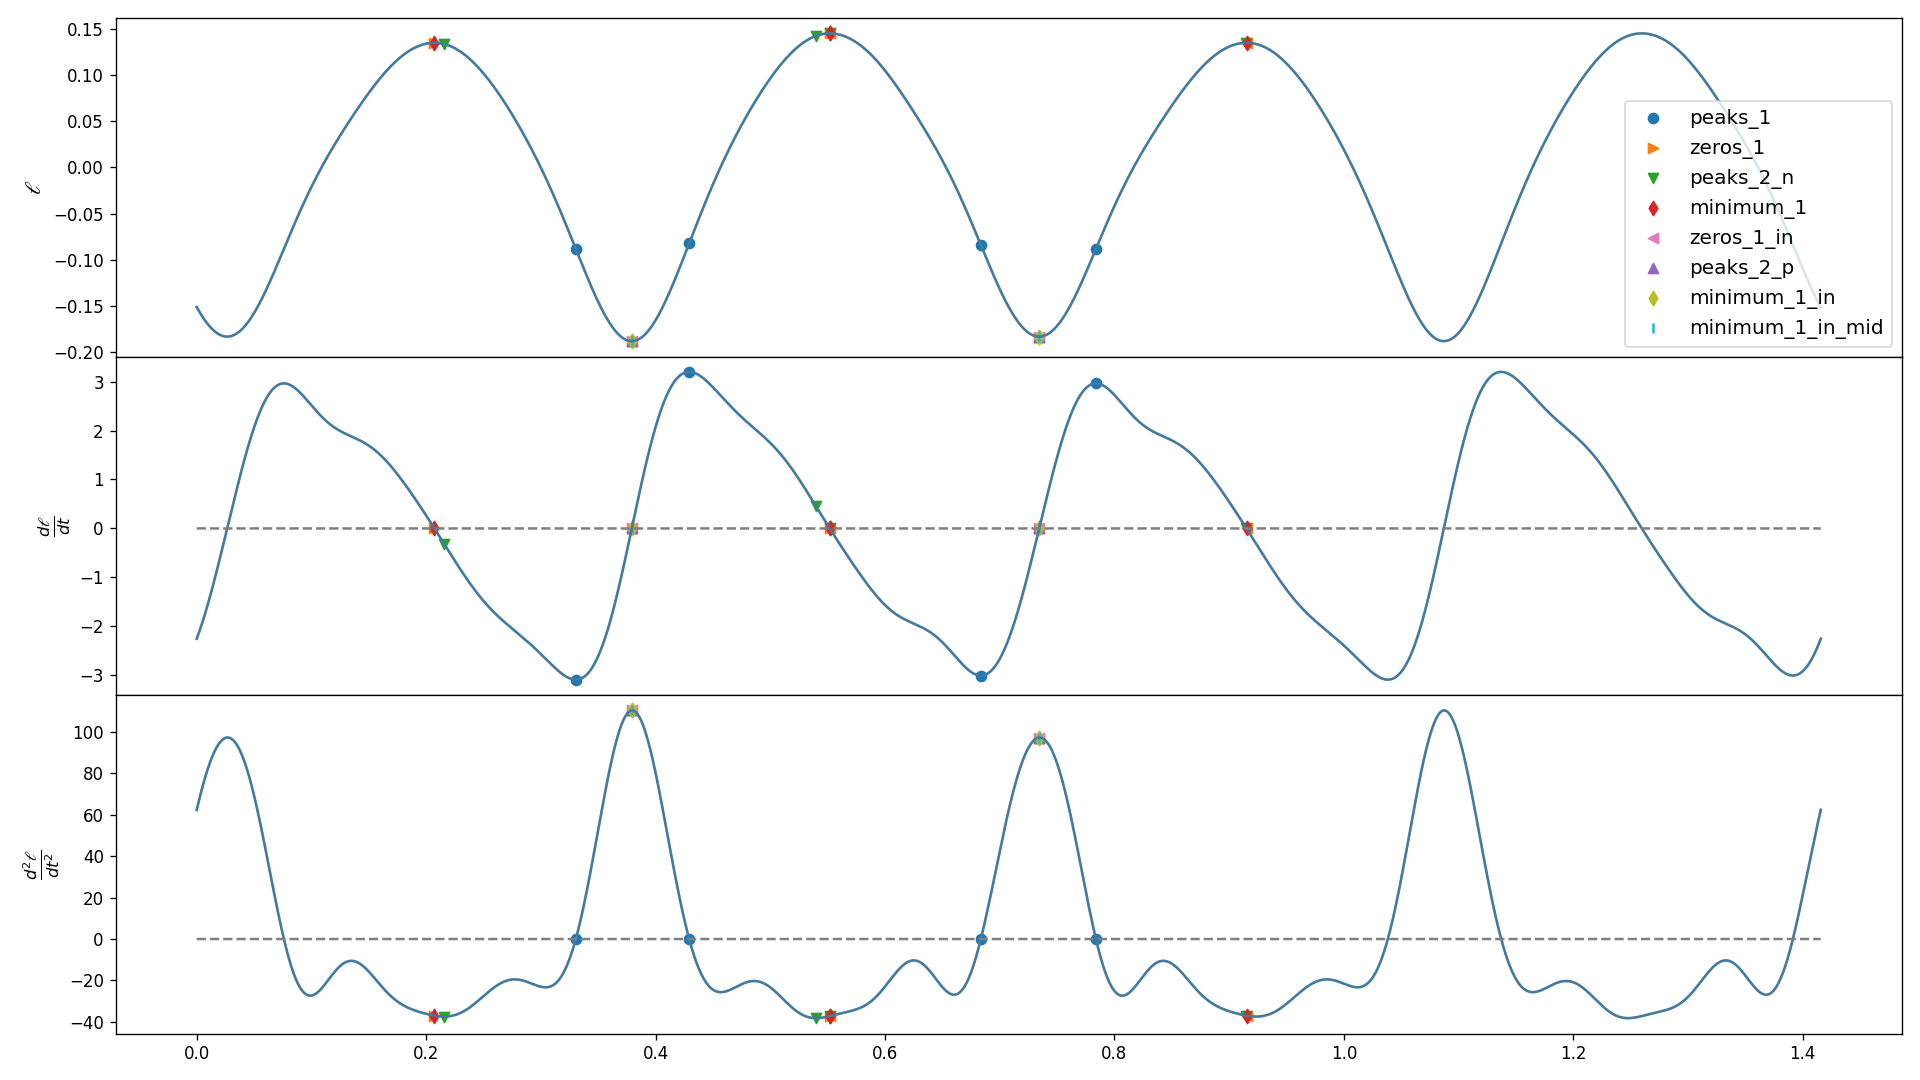 0.15
0.10
0.05
0.00
−0.05
−0.10
−0.15
−0.20
ℓ
peaks_1
zeros_1
peaks_2_n
minimum_1
zeros_1_in
peaks_2_p
minimum_1_in
minimum_1_in_mid
3
2
1
0
−1
−2
−3
dℓ
dt
100
80
60
40
20
0
−20
−40
d²ℓ
dt²
0.0 0.2 0.4 0.6 0.8 1.0 1.2 1.4